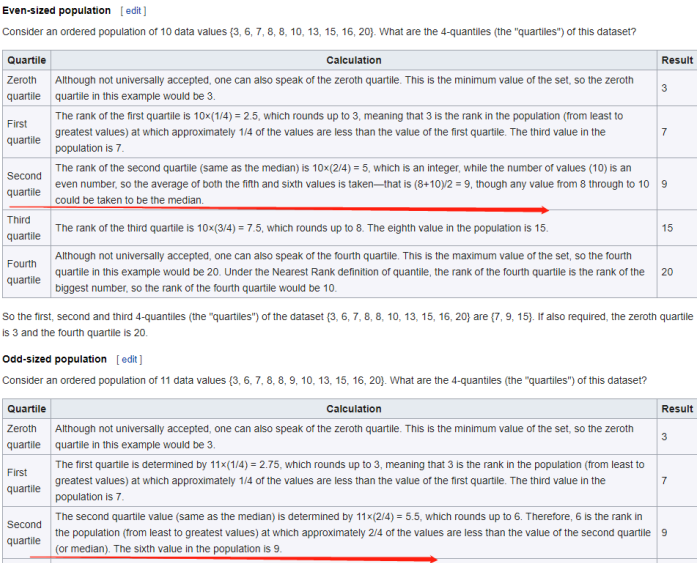 Even-sized population [ edit ]
Consider an ordered population of 10 data values {3, 6, 7, 8, 8, 10, 13, 15, 16, 20}. What are the 4-quantiles (the "quartiles") of this dataset?
Quartile Calculation Result
Zeroth quartile
Although not universally accepted, one can also speak of the zeroth quartile. This is the minimum value of the set, so the zeroth
quartile in this example would be 3.
3
First quartile
The rank of the first quartile is 10×(1/4) = 2.5, which rounds up to 3, meaning that 3 is the rank in the population (from least to
greatest values) at which approximately 1/4 of the values are less than the value of the first quartile. The third value in the
population is 7.
7
Second quartile
The rank of the second quartile (same as the median) is 10×(2/4) = 5, which is an integer, while the number of values (10) is an
even number, so the average of both the fifth and sixth values is taken—that is (8+10)/2 = 9, though any value from 8 through to 10
could be taken to be the median.
9
Third quartile
The rank of the third quartile is 10×(3/4) = 7.5, which rounds up to 8. The eighth value in the population is 15.
15
Fourth quartile
Although not universally accepted, one can also speak of the fourth quartile. This is the maximum value of the set, so the fourth
quartile in this example would be 20. Under the Nearest Rank definition of quantile, the rank of the fourth quartile is the rank of the
biggest number, so the rank of the fourth quartile would be 10.
20
So the first, second and third 4-quantiles (the "quartiles") of the dataset {3, 6, 7, 8, 8, 10, 13, 15, 16, 20} are {7, 9, 15}. If also required, the zeroth quartile
is 3 and the fourth quartile is 20.
Odd-sized population [ edit ]
Consider an ordered population of 11 data values {3, 6, 7, 8, 8, 9, 10, 13, 15, 16, 20}. What are the 4-quantiles (the "quartiles") of this dataset?
Quartile Calculation Result
Zeroth quartile
Although not universally accepted, one can also speak of the zeroth quartile. This is the minimum value of the set, so the zeroth
quartile in this example would be 3.
3
First quartile
The first quartile is determined by 11×(1/4) = 2.75, which rounds up to 3, meaning that 3 is the rank in the population (from least to
greatest values) at which approximately 1/4 of the values are less than the value of the first quartile. The third value in the
population is 7.
7
Second quartile
The second quartile value (same as the median) is determined by 11×(2/4) = 5.5, which rounds up to 6. Therefore, 6 is the rank in
the population (from least to greatest values) at which approximately 2/4 of the values are less than the value of the second quartile
(or median). The sixth value in the population is 9.
9